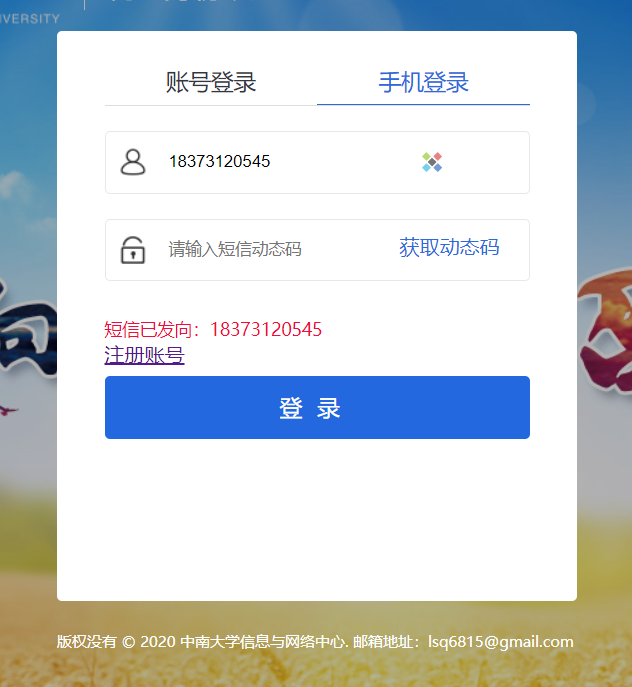 VERSITY
账号登录 手机登录
18373120545
请输入短信动态码 获取动态码
短信已发向：18373120545
注册账号
登 录
版权没有 © 2020 中南大学信息与网络中心. 邮箱地址：lsq6815@gmail.com